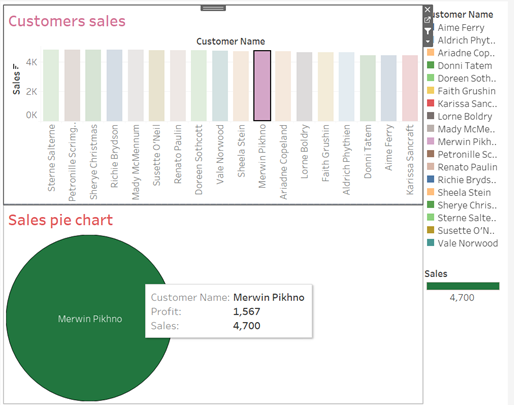 Customers sales
Customer Name
Sales
4K
2K
0K
Sterne Salterne
Petronille Scrimg..
Sherye Christmas
Richie Brydson
Mady McMennum
Susette O'Neil
Renato Paulin
Doreen Sothcott
Vale Norwood
Sheela Stein
Merwin Pikhno
Ariadne Copeland
Lorne Boldry
Faith Grushin
Aldrich Phythien
Donni Tatem
Aime Ferry
Karissa Sancraft
Customer Name
Aime Ferry
Aldrich Phyt..
Ariadne Cop..
Donni Tatem
Doreen Soth..
Faith Grushin
Karissa Sanc..
Lorne Boldry
Mady McMe..
Merwin Pikh..
Petronille Sc..
Renato Paulin
Richie Bryds..
Sheela Stein
Sherye Chris..
Sterne Salte..
Susette O'N..
Vale Norwood
Sales
4,700
Sales pie chart
Merwin Pikhno
Customer Name: Merwin Pikhno
Profit: 1,567
Sales: 4,700